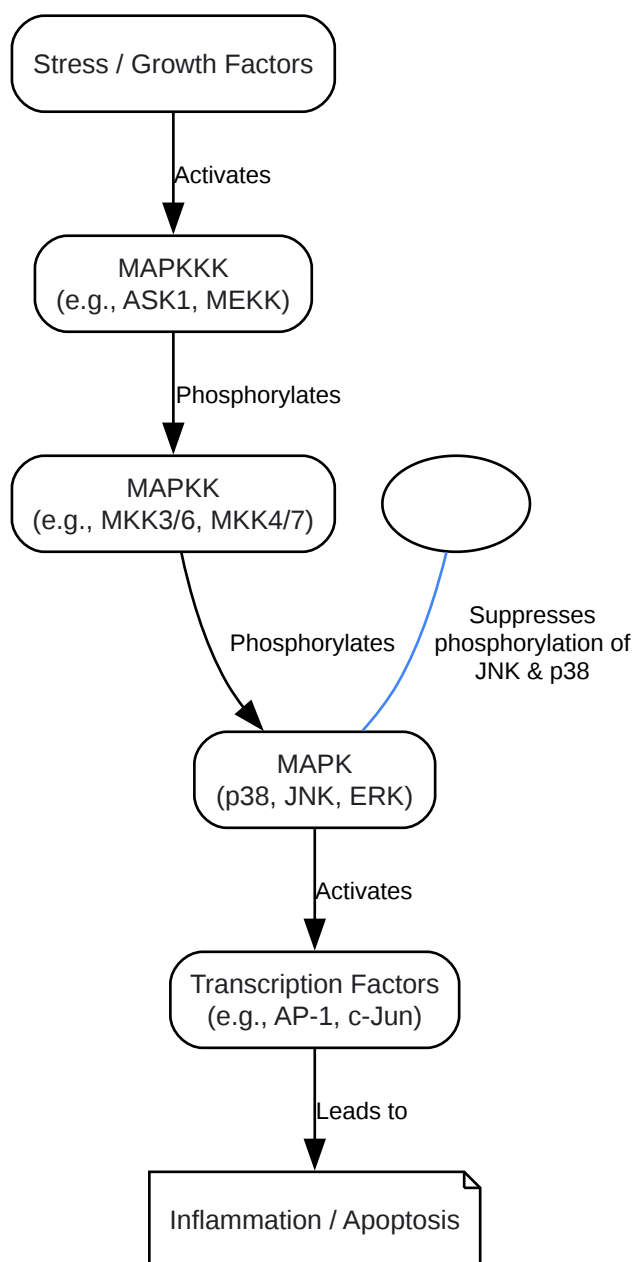 Stress / Growth Factors
Activates
MAPKKK
(e.g., ASK1, MEKK)
Phosphorylates
MAPKK
(e.g., MKK3/6, MKK4/7)
Phosphorylates
Suppresses
phosphorylation of
JNK & p38
MAPK
(p38, JNK, ERK)
Activates
Transcription Factors
(e.g., AP-1, c-Jun)
Leads to
Inflammation / Apoptosis